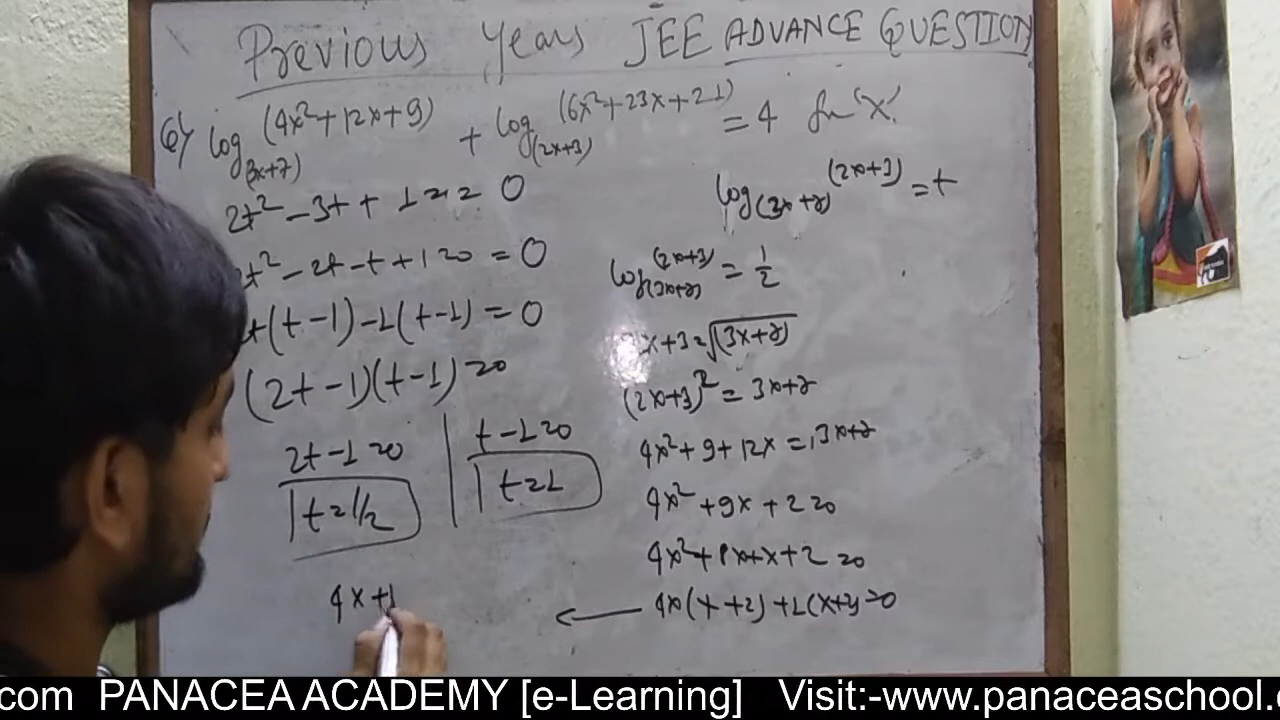 Previous Years JEE ADVANCE QUESTION
Q) log(3x+7) (4x²+12x+9) + log(2x+3) (6x²+23x+21) = 4
2t² - 3t + 1 = 0
t² - 2t - t + 1 = 0 = 0
t(t-1) - 1(t-1) = 0
(2t-1)(t-1) = 0
2t-1 = 0
t = 1/2
t-1 = 0
t = 1
4x+1
log(3x+7) (2x+3) = t
log(3x+7) (2x+3) = 1/2
x+3 = √(3x+7)
(2x+3)² = 3x+7
4x²+9+12x = 3x+7
4x²+9x+2 = 0
4x²+8x+x+2 = 0
4x(x+2)+1(x+2) = 0
com PANACEA ACADEMY [e-Learning] Visit:-www.panaceaschool.c